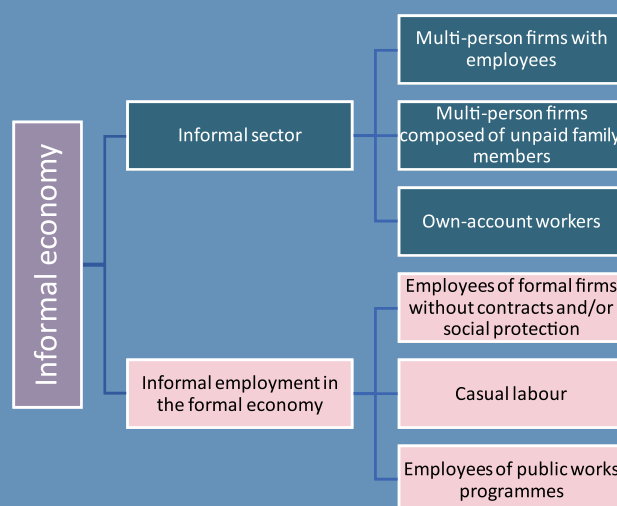 Informal economy
Informal sector
Multi-person firms with
employees
Multi-person firms
composed of unpaid family
members
Own-account workers
Informal employment in
the formal economy
Employees of formal firms
without contracts and/or
social protection
Casual labour
Employees of public works
programmes